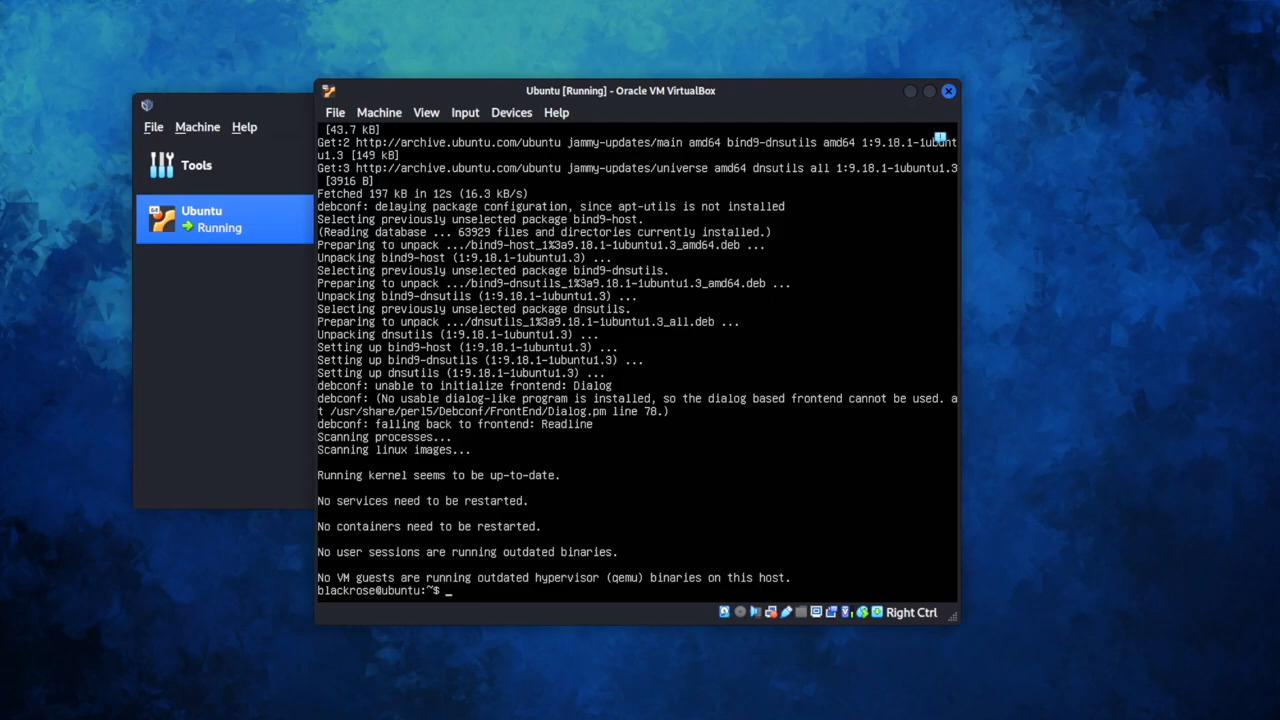 Ubuntu [Running] - Oracle VM VirtualBox
File Machine View Input Devices Help
File Machine Help
Tools
Ubuntu
Running
[43.7 kB]
Get:2 http://archive.ubuntu.com/ubuntu jammy-updates/main amd64 bind9-dnsutils amd64 1:9.18.1-1ubunt
u1.3 [149 kB]
Get:3 http://archive.ubuntu.com/ubuntu jammy-updates/universe amd64 dnsutils all 1:9.18.1-1ubuntu1.3
[3916 B]
Fetched 197 kB in 12s (16.3 kB/s)
debconf: delaying package configuration, since apt-utils is not installed
Selecting previously unselected package bind9-host.
(Reading database ... 63929 files and directories currently installed.)
Preparing to unpack .../bind9-host_1%3a9.18.1-1ubuntu1.3_amd64.deb ...
Unpacking bind9-host (1:9.18.1-1ubuntu1.3) ...
Selecting previously unselected package bind9-dnsutils.
Preparing to unpack .../bind9-dnsutils_1%3a9.18.1-1ubuntu1.3_amd64.deb ...
Unpacking bind9-dnsutils (1:9.18.1-1ubuntu1.3) ...
Selecting previously unselected package dnsutils.
Preparing to unpack .../dnsutils_1%3a9.18.1-1ubuntu1.3_all.deb ...
Unpacking dnsutils (1:9.18.1-1ubuntu1.3) ...
Setting up bind9-host (1:9.18.1-1ubuntu1.3) ...
Setting up bind9-dnsutils (1:9.18.1-1ubuntu1.3) ...
Setting up dnsutils (1:9.18.1-1ubuntu1.3) ...
debconf: unable to initialize frontend: Dialog
debconf: (No usable dialog-like program is installed, so the dialog based frontend cannot be used. a
t /usr/share/perl5/Debconf/FrontEnd/Dialog.pm line 78.)
debconf: falling back to frontend: Readline
Scanning processes...
Scanning linux images...
Running kernel seems to be up-to-date.
No services need to be restarted.
No containers need to be restarted.
No user sessions are running outdated binaries.
No VM guests are running outdated hypervisor (qemu) binaries on this host.
blackrose@ubuntu:~$ _
Right Ctrl